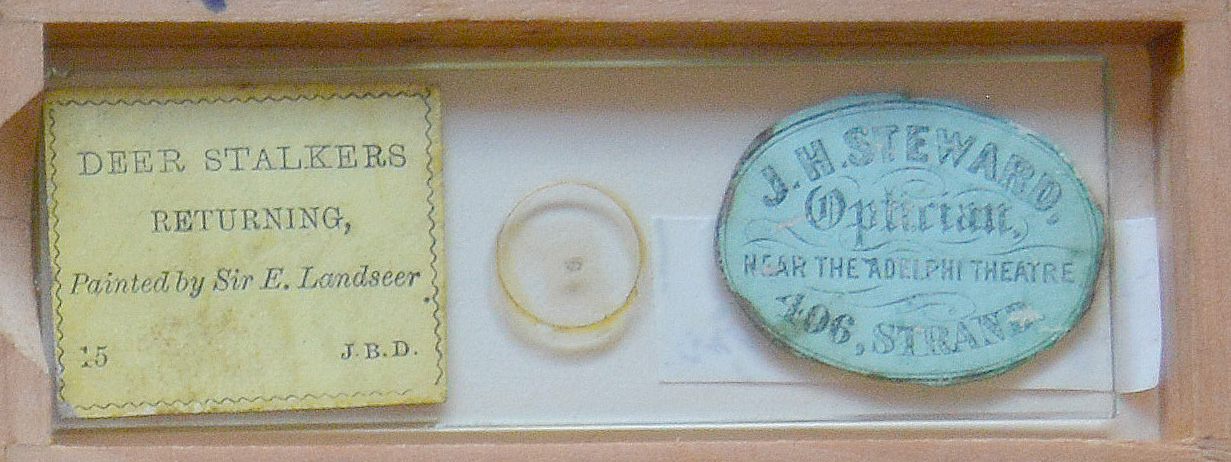 DEER STALKERS
RETURNING,
Painted by Sir E. Landseer.
15 J.B.D.
J.H.STEWARD,
Optician,
NEAR THE ADELPHI THEATRE
406, STRAND